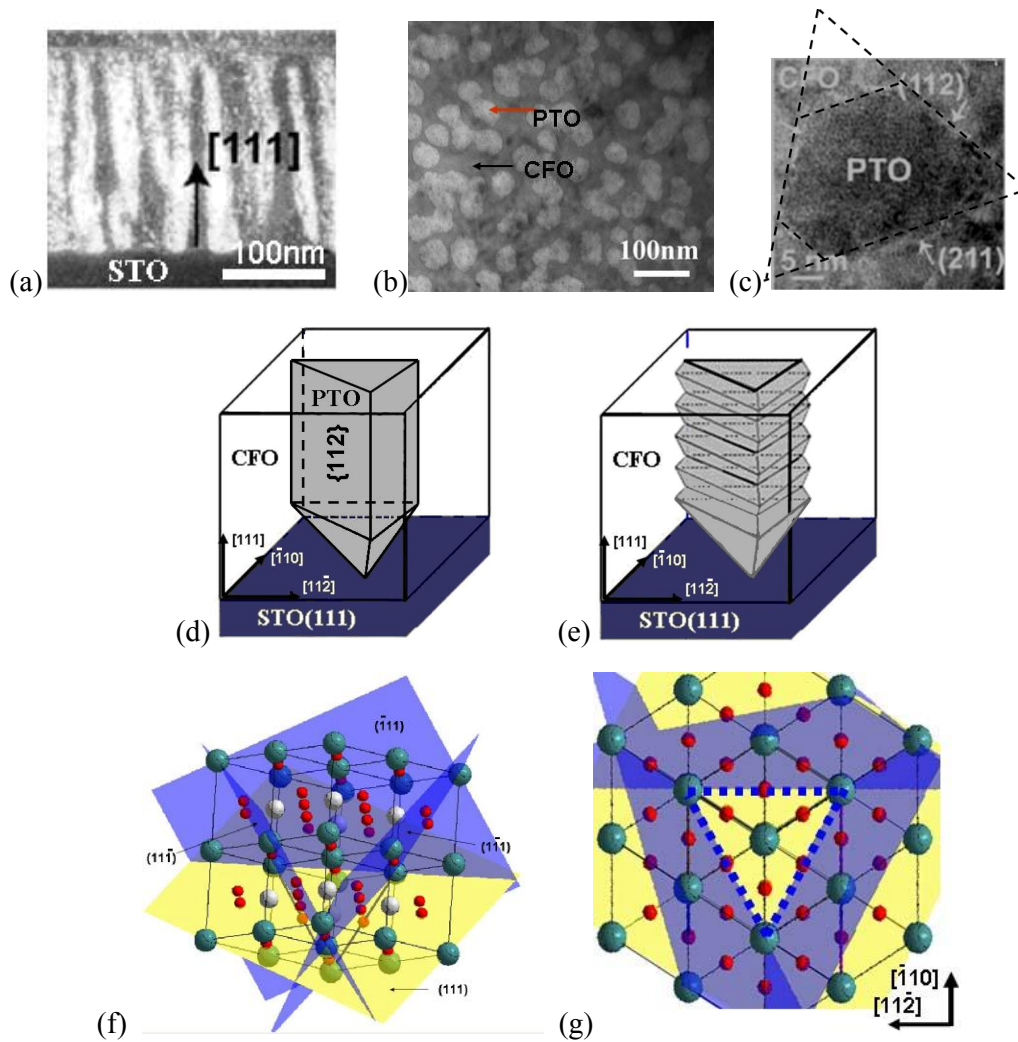 [111]
100nm
STO
(a)
PTO
CFO
100nm
(b)
CFO
(112)
PTO
5 nm
(211)
(c)
PTO
{112}
CFO
[111]
[1̄10]
[112̄]
STO(111)
(d)
CFO
[111]
[1̄10]
[112̄]
STO(111)
(e)
(1̄11)
(111̄)
(11̄1)
(111)
(f)
[1̄10]
[112̄]
(g)